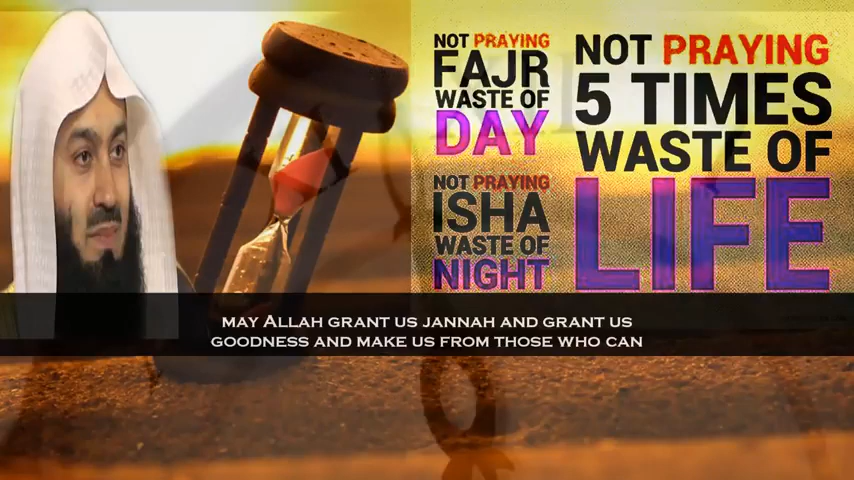 NOT PRAYING
FAJR
WASTE OF
DAY
NOT PRAYING
ISHA
WASTE OF
NIGHT
NOT PRAYING
5 TIMES
WASTE OF
LIFE
MAY ALLAH GRANT US JANNAH AND GRANT US
GOODNESS AND MAKE US FROM THOSE WHO CAN